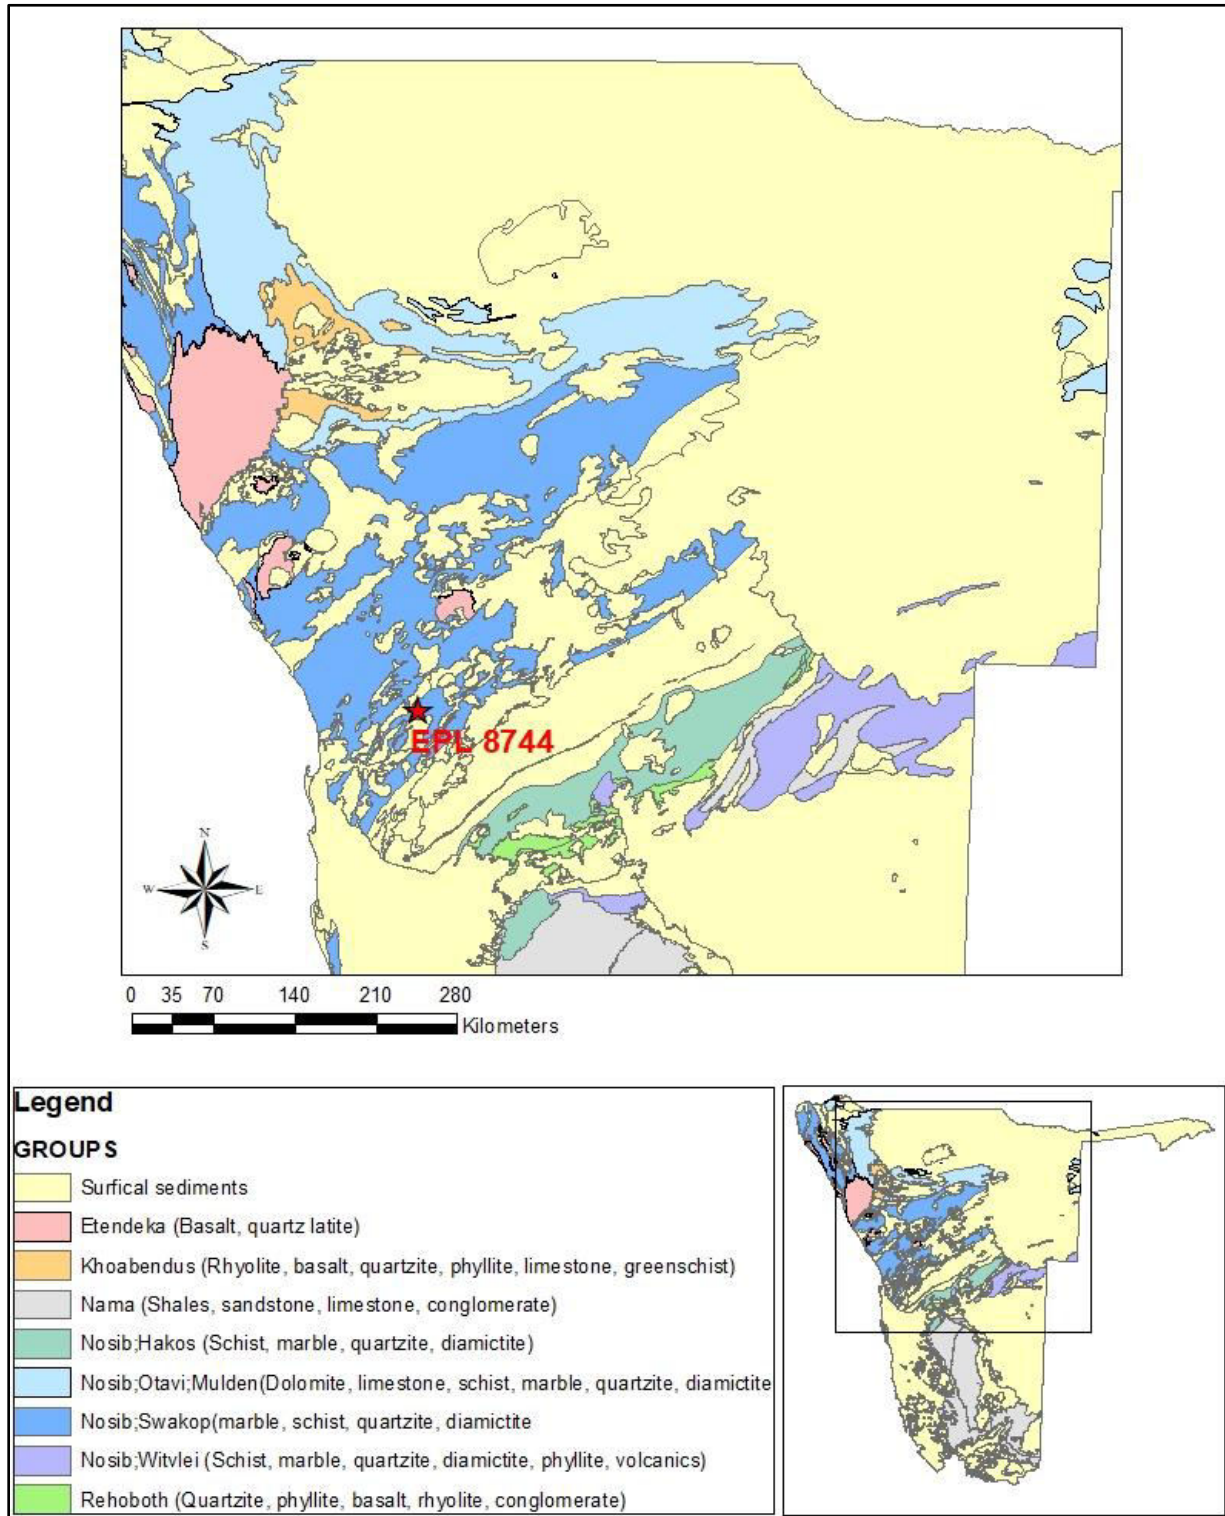 EPL 8744
N
W E
S
0 35 70 140 210 280
Kilometers
Legend
GROUPS
Surfical sediments
Etendeka (Basalt, quartz latite)
Khoabendus (Rhyolite, basalt, quartzite, phyllite, limestone, greenschist)
Nama (Shales, sandstone, limestone, conglomerate)
Nosib;Hakos (Schist, marble, quartzite, diamictite)
Nosib;Otavi;Mulden(Dolomite, limestone, schist, marble, quartzite, diamictite
Nosib;Swakop(marble, schist, quartzite, diamictite
Nosib;Witvlei (Schist, marble, quartzite, diamictite, phyllite, volcanics)
Rehoboth (Quartzite, phyllite, basalt, rhyolite, conglomerate)